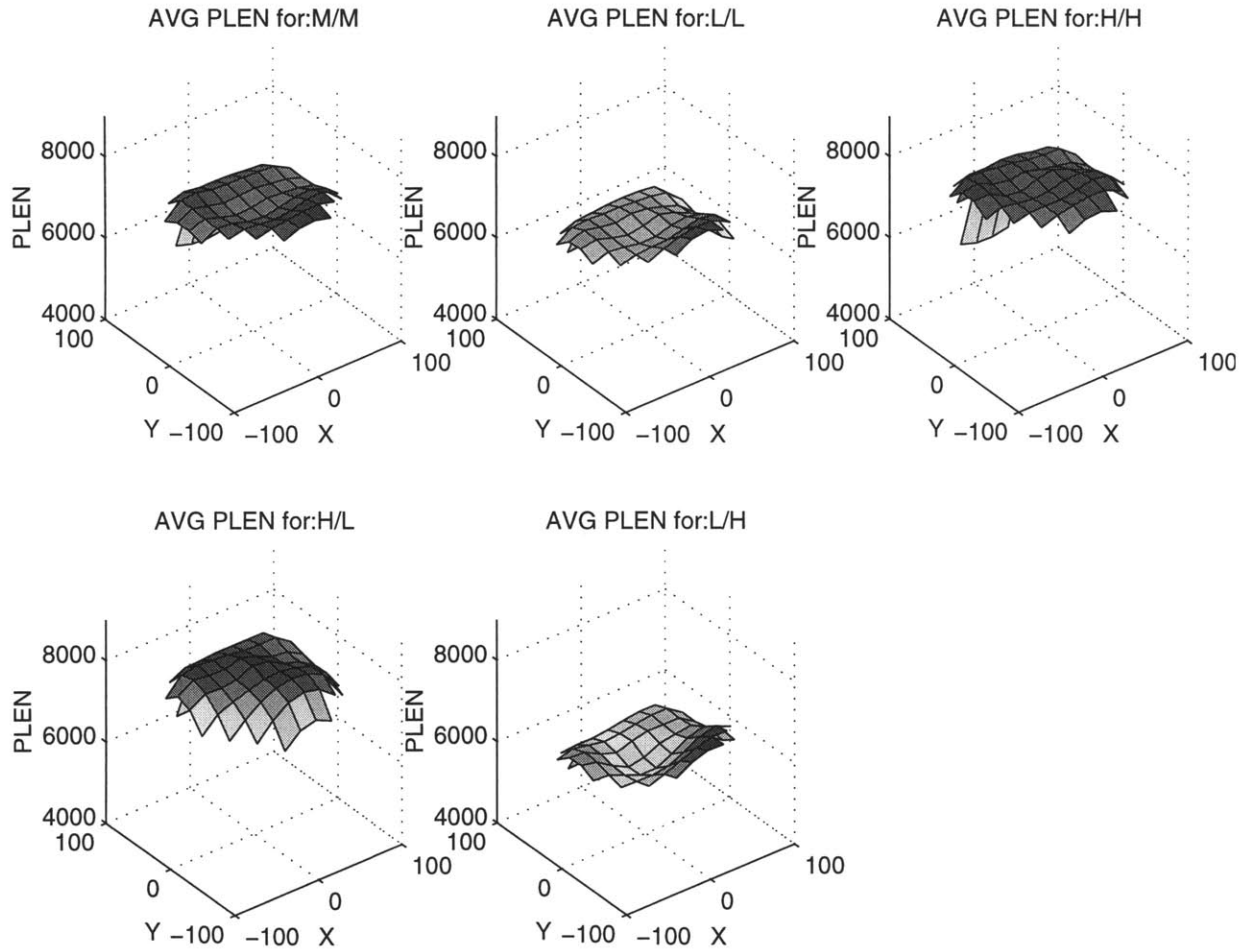 AVG PLEN for:M/M
8000
6000
4000
PLEN
100
0
Y
-100
-100
X
0
100
AVG PLEN for:L/L
8000
6000
4000
PLEN
100
0
Y
-100
-100
X
0
100
AVG PLEN for:H/H
8000
6000
4000
PLEN
100
0
Y
-100
-100
X
0
100
AVG PLEN for:H/L
8000
6000
4000
PLEN
100
0
Y
-100
-100
X
0
100
AVG PLEN for:L/H
8000
6000
4000
PLEN
100
0
Y
-100
-100
X
0
100